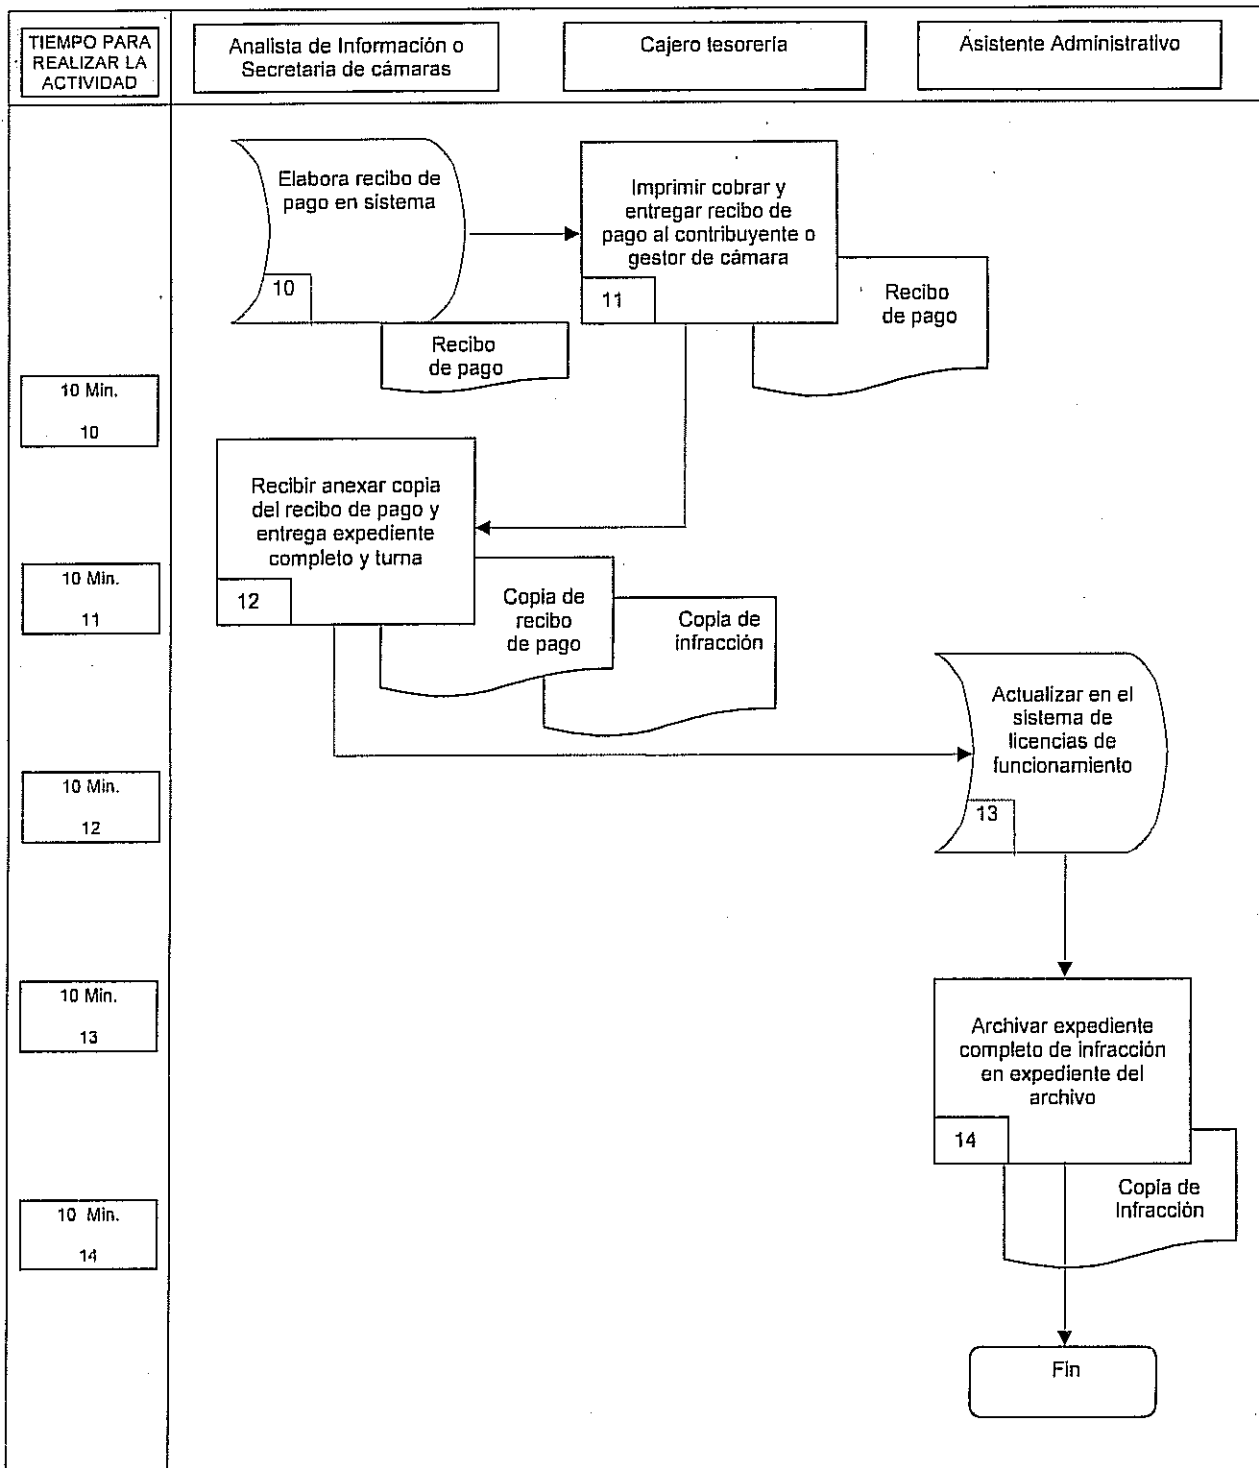 TIEMPO PARA
REALIZAR LA
ACTIVIDAD
Analista de Información o
Secretaria de cámaras
Cajero tesorería
Asistente Administrativo
Elabora recibo de
pago en sistema
10
Recibo
de pago
Imprimir cobrar y
entregar recibo de
pago al contribuyente o
gestor de cámara
11
Recibo
de pago
10 Min.
10
Recibir anexar copia
del recibo de pago y
entrega expediente
completo y turna
12
Copia de
recibo
de pago
Copia de
infracción
10 Min.
11
Actualizar en el
sistema de
licencias de
funcionamiento
13
10 Min.
12
10 Min.
13
Archivar expediente
completo de infracción
en expediente del
archivo
14
Copia de
Infracción
10 Min.
14
Fin